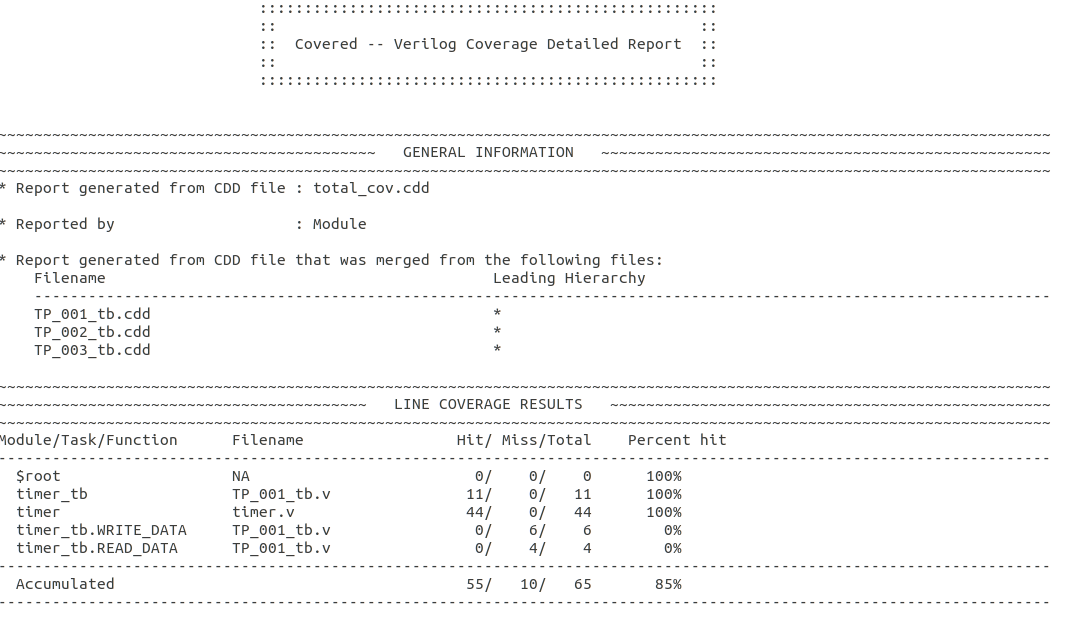 ::::::::::::::::::::::::::::::::::::::::::::::::::::
::                                                ::
::  Covered -- Verilog Coverage Detailed Report  ::
::                                                ::
::::::::::::::::::::::::::::::::::::::::::::::::::::
~~~~~~~~~~~~~~~~~~~~~~~~~~~~~~~~~~~~~~~~~~~~~~~~~~~~~~~~~~~~~~~~~~~~~~~~~~~~~~~~~~~~~~~~~~~~~~~~~~~~~~~~~~~~~~~~~~~~~
~~~~~~~~~~~~~~~~~~~~~~~~~~~~~~~~~~~~~~~~~~   GENERAL INFORMATION   ~~~~~~~~~~~~~~~~~~~~~~~~~~~~~~~~~~~~~~~~~~~~~~~~~~
~~~~~~~~~~~~~~~~~~~~~~~~~~~~~~~~~~~~~~~~~~~~~~~~~~~~~~~~~~~~~~~~~~~~~~~~~~~~~~~~~~~~~~~~~~~~~~~~~~~~~~~~~~~~~~~~~~~~~
* Report generated from CDD file : total_cov.cdd
* Reported by                    : Module
* Report generated from CDD file that was merged from the following files:
    Filename                                           Leading Hierarchy
    -----------------------------------------------------------------------------------------------------------------
    TP_001_tb.cdd                                      *
    TP_002_tb.cdd                                      *
    TP_003_tb.cdd                                      *
~~~~~~~~~~~~~~~~~~~~~~~~~~~~~~~~~~~~~~~~~~~~~~~~~~~~~~~~~~~~~~~~~~~~~~~~~~~~~~~~~~~~~~~~~~~~~~~~~~~~~~~~~~~~~~~~~~~~~
~~~~~~~~~~~~~~~~~~~~~~~~~~~~~~~~~~~~~~~~~   LINE COVERAGE RESULTS   ~~~~~~~~~~~~~~~~~~~~~~~~~~~~~~~~~~~~~~~~~~~~~~~~~
~~~~~~~~~~~~~~~~~~~~~~~~~~~~~~~~~~~~~~~~~~~~~~~~~~~~~~~~~~~~~~~~~~~~~~~~~~~~~~~~~~~~~~~~~~~~~~~~~~~~~~~~~~~~~~~~~~~~~
Module/Task/Function      Filename                 Hit/ Miss/Total    Percent hit
---------------------------------------------------------------------------------------------------------------------
  $root                   NA                         0/    0/    0      100%
  timer_tb                TP_001_tb.v               11/    0/   11      100%
  timer                   timer.v                   44/    0/   44      100%
  timer_tb.WRITE_DATA     TP_001_tb.v                0/    6/    6        0%
  timer_tb.READ_DATA      TP_001_tb.v                0/    4/    4        0%
---------------------------------------------------------------------------------------------------------------------
  Accumulated                                       55/   10/   65       85%
---------------------------------------------------------------------------------------------------------------------